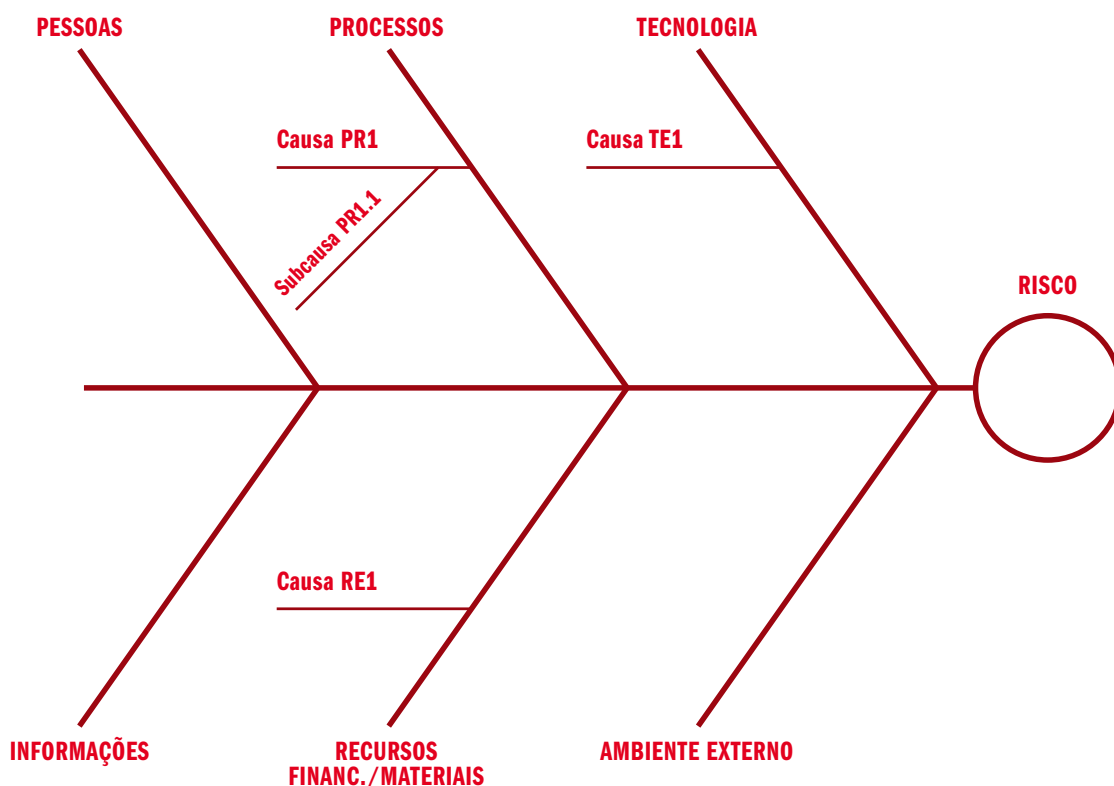 PESSOAS
PROCESSOS
TECNOLOGIA
Causa PR1
Causa TE1
Subcausa PR1.1
RISCO
Causa RE1
INFORMAÇÕES
RECURSOS
FINANC./MATERIAIS
AMBIENTE EXTERNO